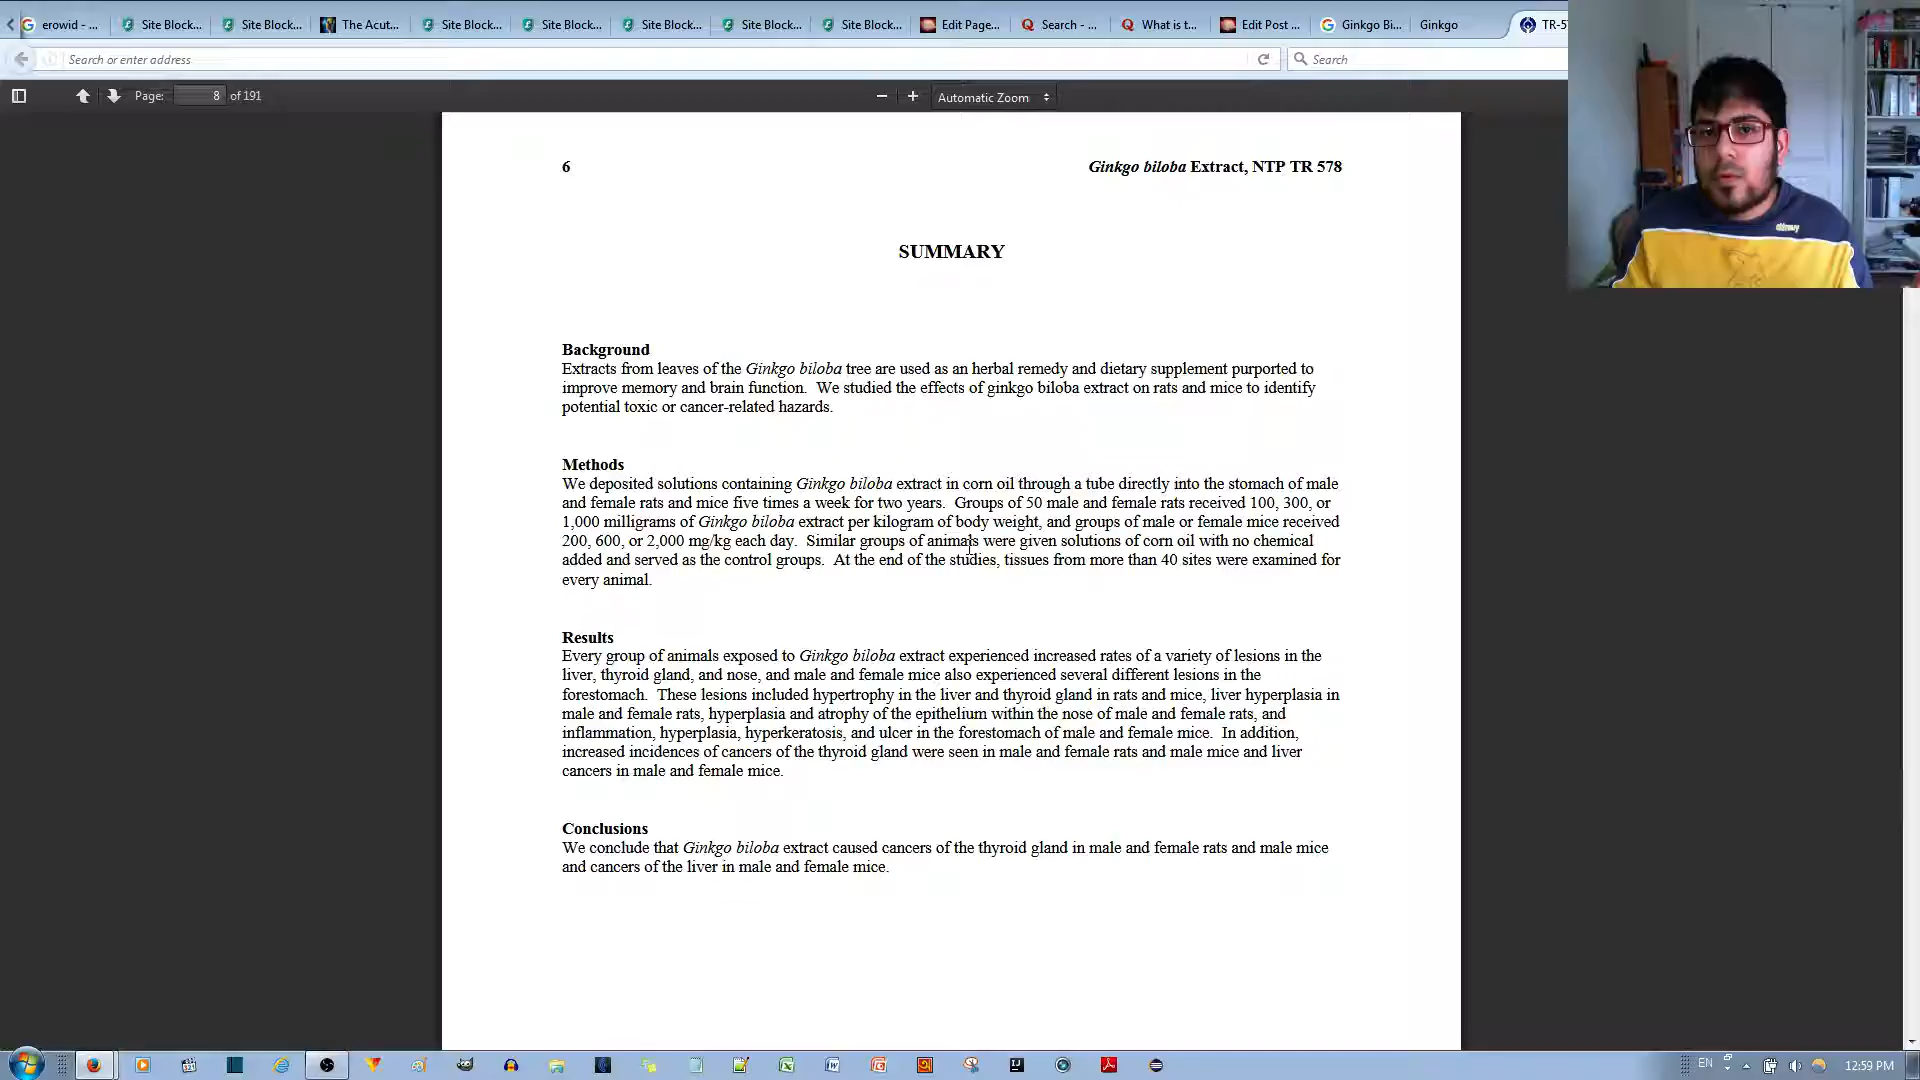 erowid - ...
Site Block...
Site Block...
The Acut...
Site Block...
Site Block...
Site Block...
Site Block...
Site Block...
Edit Page...
Search - ...
What is t...
Edit Post ...
Ginkgo Bi...
Ginkgo
TR-57
Search or enter address
Search
Page: 8 of 191
Automatic Zoom
6
Ginkgo biloba Extract, NTP TR 578
SUMMARY
Background
Extracts from leaves of the Ginkgo biloba tree are used as an herbal remedy and dietary supplement purported to
improve memory and brain function. We studied the effects of ginkgo biloba extract on rats and mice to identify
potential toxic or cancer-related hazards.
Methods
We deposited solutions containing Ginkgo biloba extract in corn oil through a tube directly into the stomach of male
and female rats and mice five times a week for two years. Groups of 50 male and female rats received 100, 300, or
1,000 milligrams of Ginkgo biloba extract per kilogram of body weight, and groups of male or female mice received
200, 600, or 2,000 mg/kg each day. Similar groups of animals were given solutions of corn oil with no chemical
added and served as the control groups. At the end of the studies, tissues from more than 40 sites were examined for
every animal.
Results
Every group of animals exposed to Ginkgo biloba extract experienced increased rates of a variety of lesions in the
liver, thyroid gland, and nose, and male and female mice also experienced several different lesions in the
forestomach. These lesions included hypertrophy in the liver and thyroid gland in rats and mice, liver hyperplasia in
male and female rats, hyperplasia and atrophy of the epithelium within the nose of male and female rats, and
inflammation, hyperplasia, hyperkeratosis, and ulcer in the forestomach of male and female mice. In addition,
increased incidences of cancers of the thyroid gland were seen in male and female rats and male mice and liver
cancers in male and female mice.
Conclusions
We conclude that Ginkgo biloba extract caused cancers of the thyroid gland in male and female rats and male mice
and cancers of the liver in male and female mice.
EN
12:59 PM